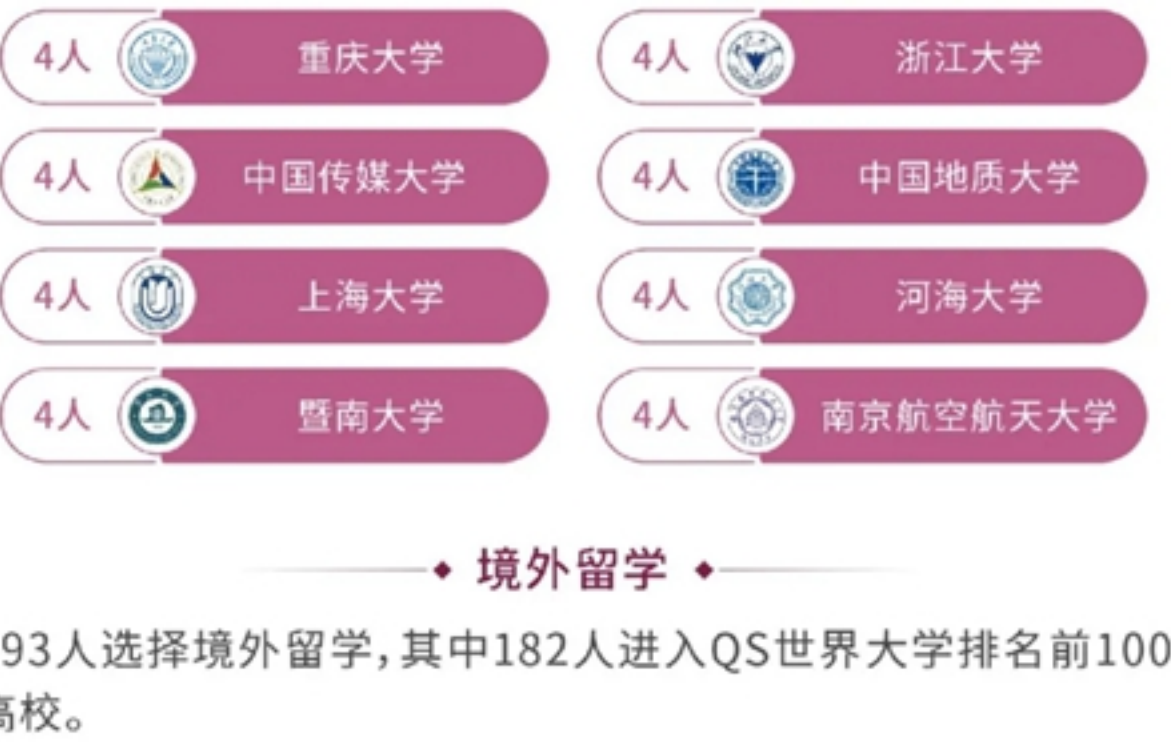 4人 重庆大学 4人 浙江大学
4人 中国传媒大学 4人 中国地质大学
4人 上海大学 4人 河海大学
4人 暨南大学 4人 南京航空航天大学
境外留学
93人选择境外留学，其中182人进入QS世界大学排名前100
高校。